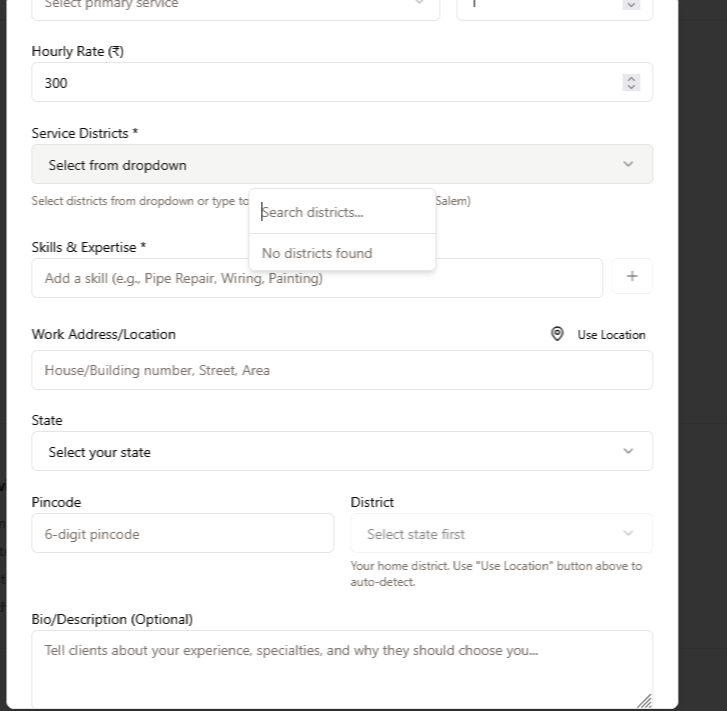 Select primary service
1
Hourly Rate (₹)
300
Service Districts *
Select from dropdown
Select districts from dropdown or type to
Salem)
Search districts...
No districts found
Skills & Expertise *
Add a skill (e.g., Pipe Repair, Wiring, Painting)
+
Work Address/Location
Use Location
House/Building number, Street, Area
State
Select your state
Pincode
District
6-digit pincode
Select state first
Your home district. Use "Use Location" button above to
auto-detect.
Bio/Description (Optional)
Tell clients about your experience, specialties, and why they should choose you...